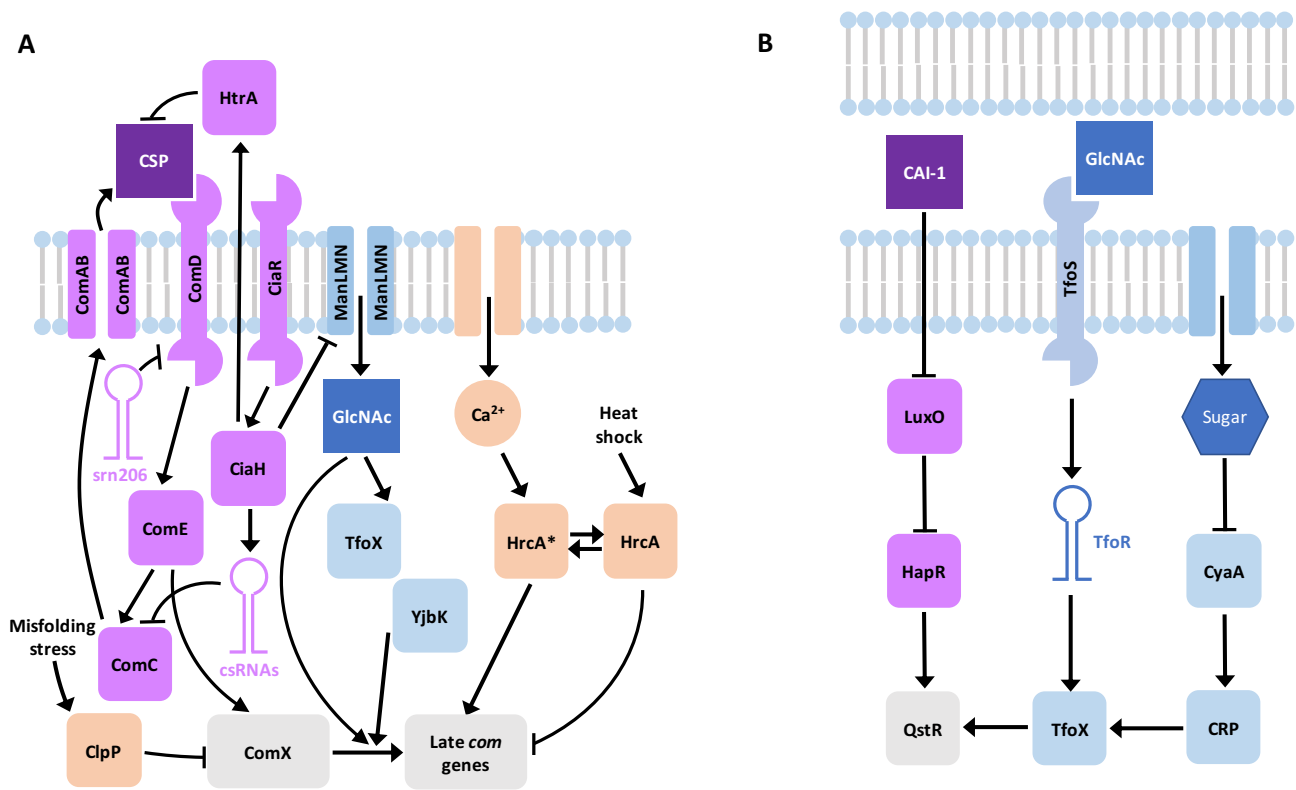 A
HtrA
CSP
ComAB
ComAB
ComD
CiaR
ManLMN
ManLMN
srn206
GlcNAc
Ca2+
Heat
shock
CiaH
ComE
TfoX
HrcA*
HrcA
YjbK
Misfolding
stress
ComC
csRNAs
ClpP
ComX
Late com
genes
B
CAI-1
GlcNAc
TfoS
LuxO
Sugar
TfoR
HapR
CyaA
QstR
TfoX
CRP